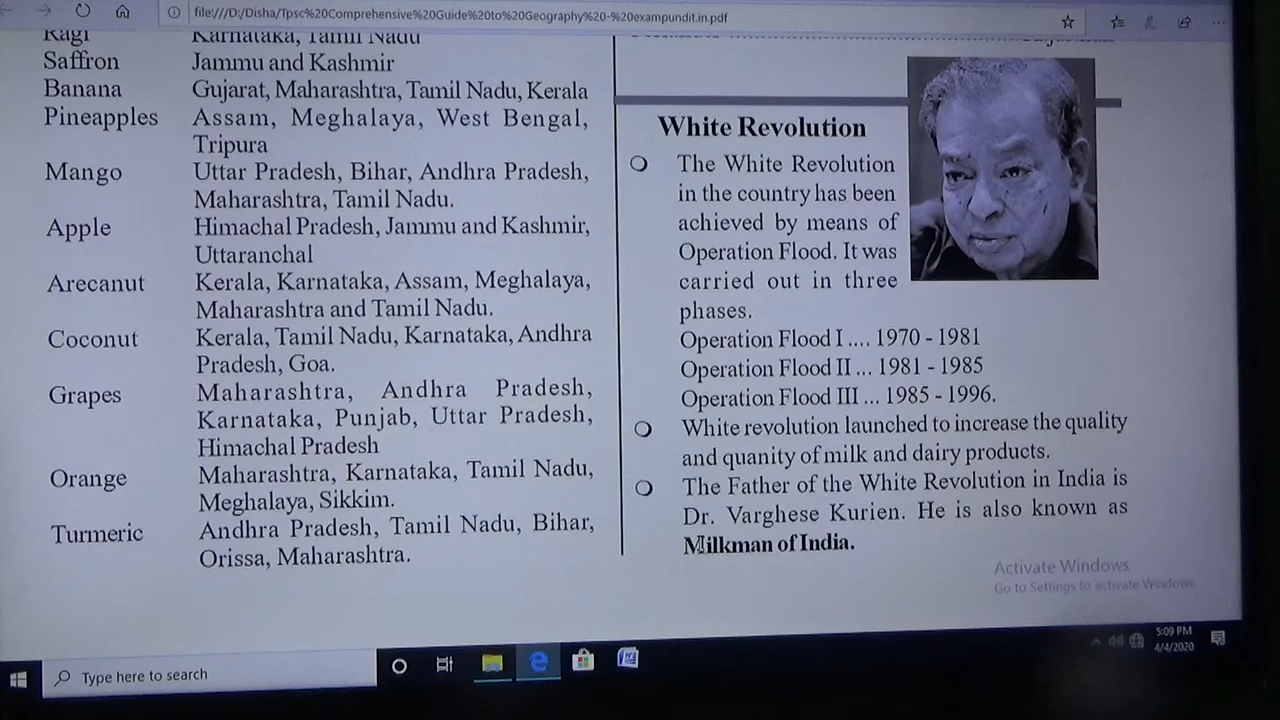 file:///D:/Disha/Tpsc%20Comprehensive%20Guide%20to%20Geography%20-%20exampundit.in.pdf
Ragi Karnataka, Tamil Nadu
Saffron Jammu and Kashmir
Banana Gujarat, Maharashtra, Tamil Nadu, Kerala
Pineapples Assam, Meghalaya, West Bengal,
Tripura
Mango Uttar Pradesh, Bihar, Andhra Pradesh,
Maharashtra, Tamil Nadu.
Apple Himachal Pradesh, Jammu and Kashmir,
Uttaranchal
Arecanut Kerala, Karnataka, Assam, Meghalaya,
Maharashtra and Tamil Nadu.
Coconut Kerala, Tamil Nadu, Karnataka, Andhra
Pradesh, Goa.
Grapes Maharashtra, Andhra Pradesh,
Karnataka, Punjab, Uttar Pradesh,
Himachal Pradesh
Orange Maharashtra, Karnataka, Tamil Nadu,
Meghalaya, Sikkim.
Turmeric Andhra Pradesh, Tamil Nadu, Bihar,
Orissa, Maharashtra.
White Revolution
The White Revolution
in the country has been
achieved by means of
Operation Flood. It was
carried out in three
phases.
Operation Flood I .... 1970 - 1981
Operation Flood II ... 1981 - 1985
Operation Flood III ... 1985 - 1996.
White revolution launched to increase the quality
and quanity of milk and dairy products.
The Father of the White Revolution in India is
Dr. Varghese Kurien. He is also known as
Milkman of India.
Activate Windows
Go to Settings to activate Windows
Type here to search
5:09 PM
4/4/2020